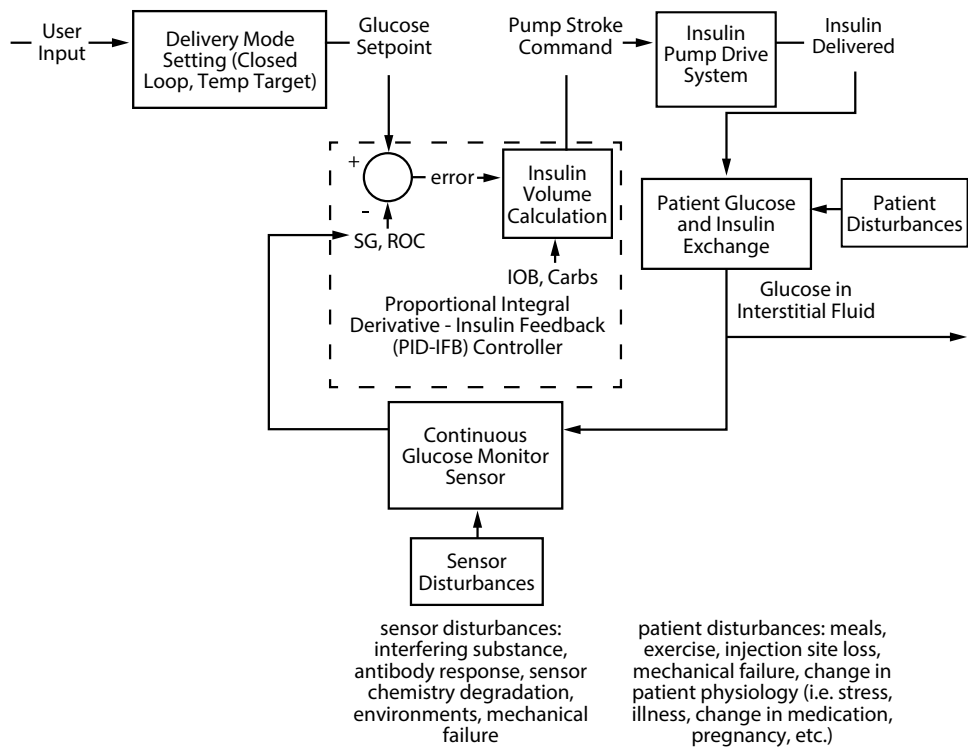 User
Input
Delivery Mode
Setting (Closed
Loop, Temp Target)
Glucose
Setpoint
Pump Stroke
Command
Insulin
Pump Drive
System
Insulin
Delivered
+
-
error
SG, ROC
Insulin
Volume
Calculation
IOB, Carbs
Proportional Integral
Derivative - Insulin Feedback
(PID-IFB) Controller
Patient Glucose
and Insulin
Exchange
Patient
Disturbances
Glucose in
Interstitial Fluid
Continuous
Glucose Monitor
Sensor
Sensor
Disturbances
sensor disturbances:
interfering substance,
antibody response, sensor
chemistry degradation,
environments, mechanical
failure
patient disturbances: meals,
exercise, injection site loss,
mechanical failure, change in
patient physiology (i.e. stress,
illness, change in medication,
pregnancy, etc.)